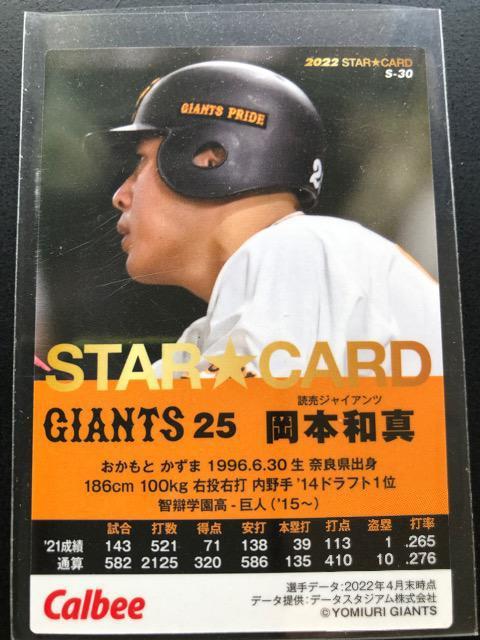 2022 STAR★CARD
S-30
GIANTS PRIDE
2
STAR★CARD
読売ジャイアンツ
GIANTS 25 岡本和真
おかもと かずま 1996.6.30生 奈良県出身
186cm 100kg 右投右打 内野手 '14ドラフト1位
智辯学園高-巨人('15〜)
試合 打数 得点 安打 本塁打 打点 盗塁 打率
'21成績 143 521 71 138 39 113 1 .265
通算 582 2125 320 586 135 410 10 .276
Calbee
選手データ:2022年4月末時点
データ提供:データスタジアム株式会社
©YOMIURI GIANTS